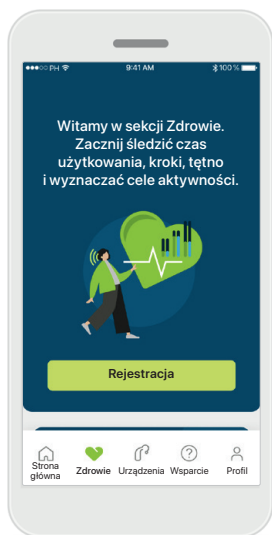 PH 9:41 AM 100%
Witamy w sekcji Zdrowie.
Zacznij śledzić czas
użytkowania, kroki, tętno
i wyznaczać cele aktywności.
Rejestracja
Strona
główna
Zdrowie
Urządzenia
Wsparcie
Profil